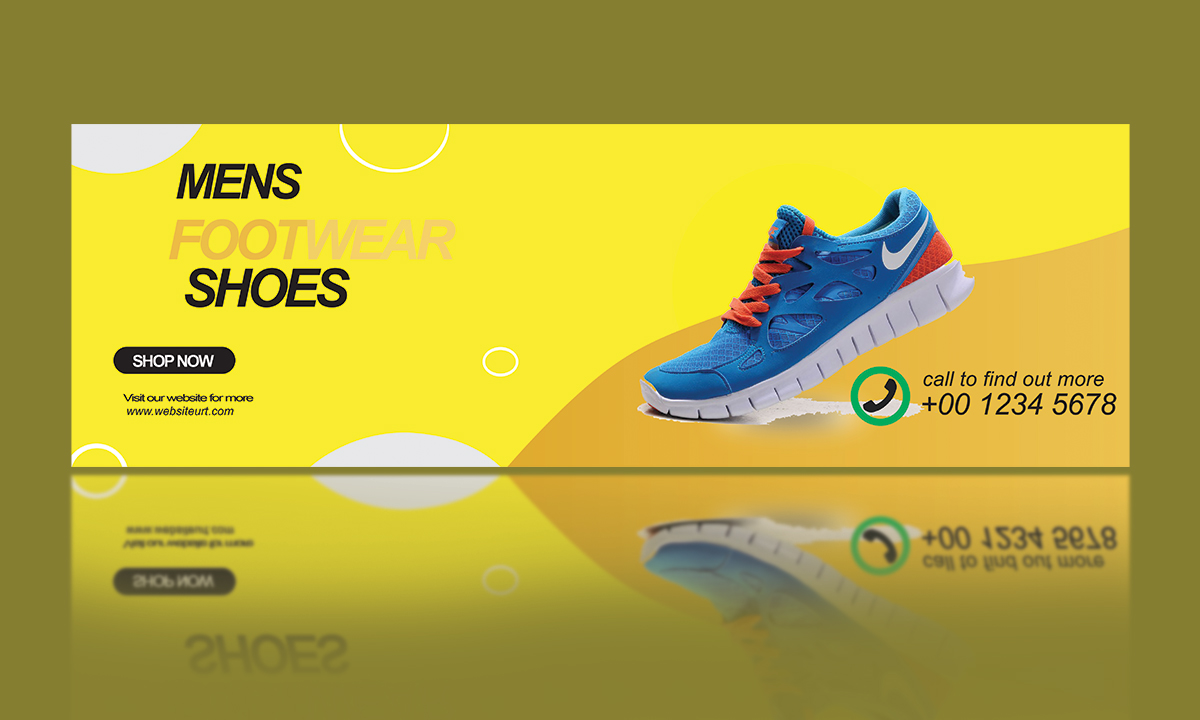 MENS
FOOTWEAR
SHOES
SHOP NOW
Visit our website for more
www.websiteurt.com
call to find out more
+00 1234 5678